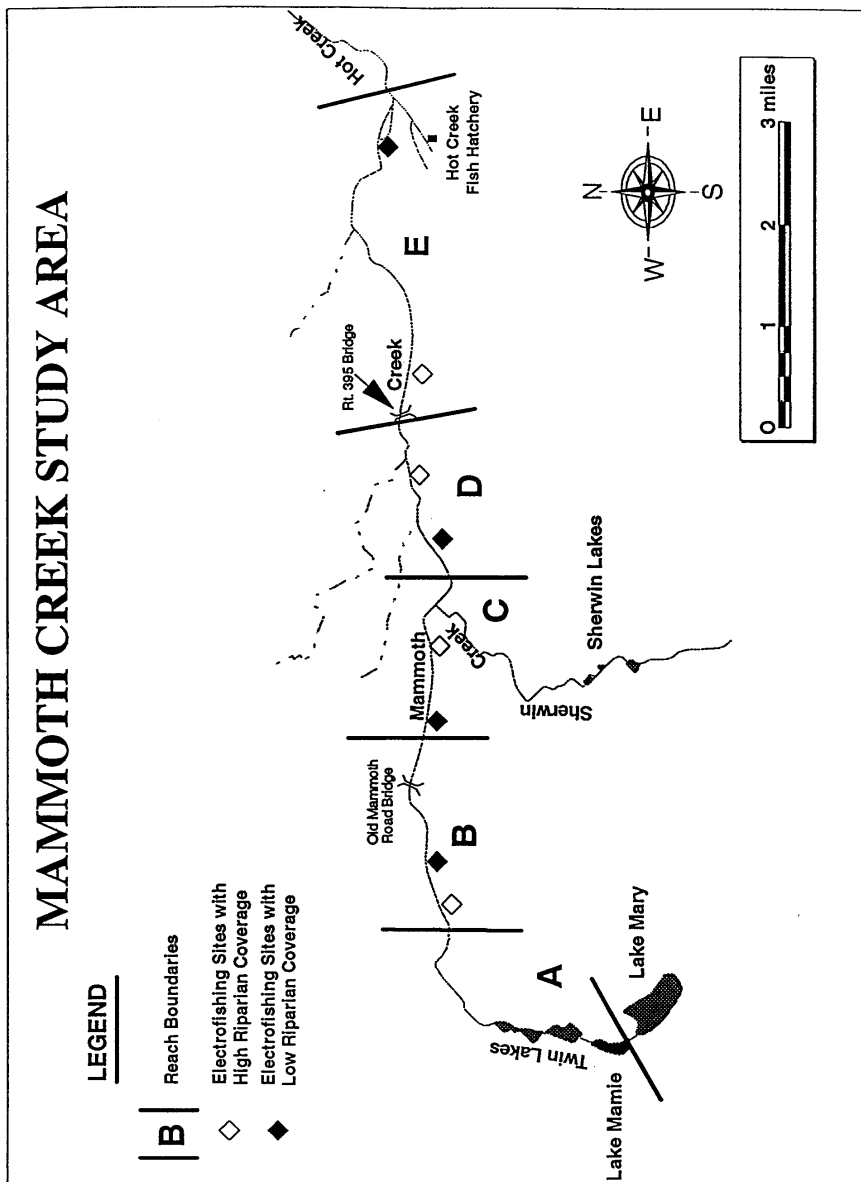 MAMMOTH CREEK STUDY AREA
LEGEND
B
Reach Boundaries
Electrofishing Sites with
High Riparian Coverage
Electrofishing Sites with
Low Riparian Coverage
Hot Creek
Hot Creek
Fish Hatchery
E
Rt. 395 Bridge
Creek
D
C
Mammoth
Creek
Sherwin
Sherwin Lakes
Old Mammoth
Road Bridge
B
A
Twin Lakes
Lake Mary
Lake Mamie
N
W
E
S
0 1 2 3 miles